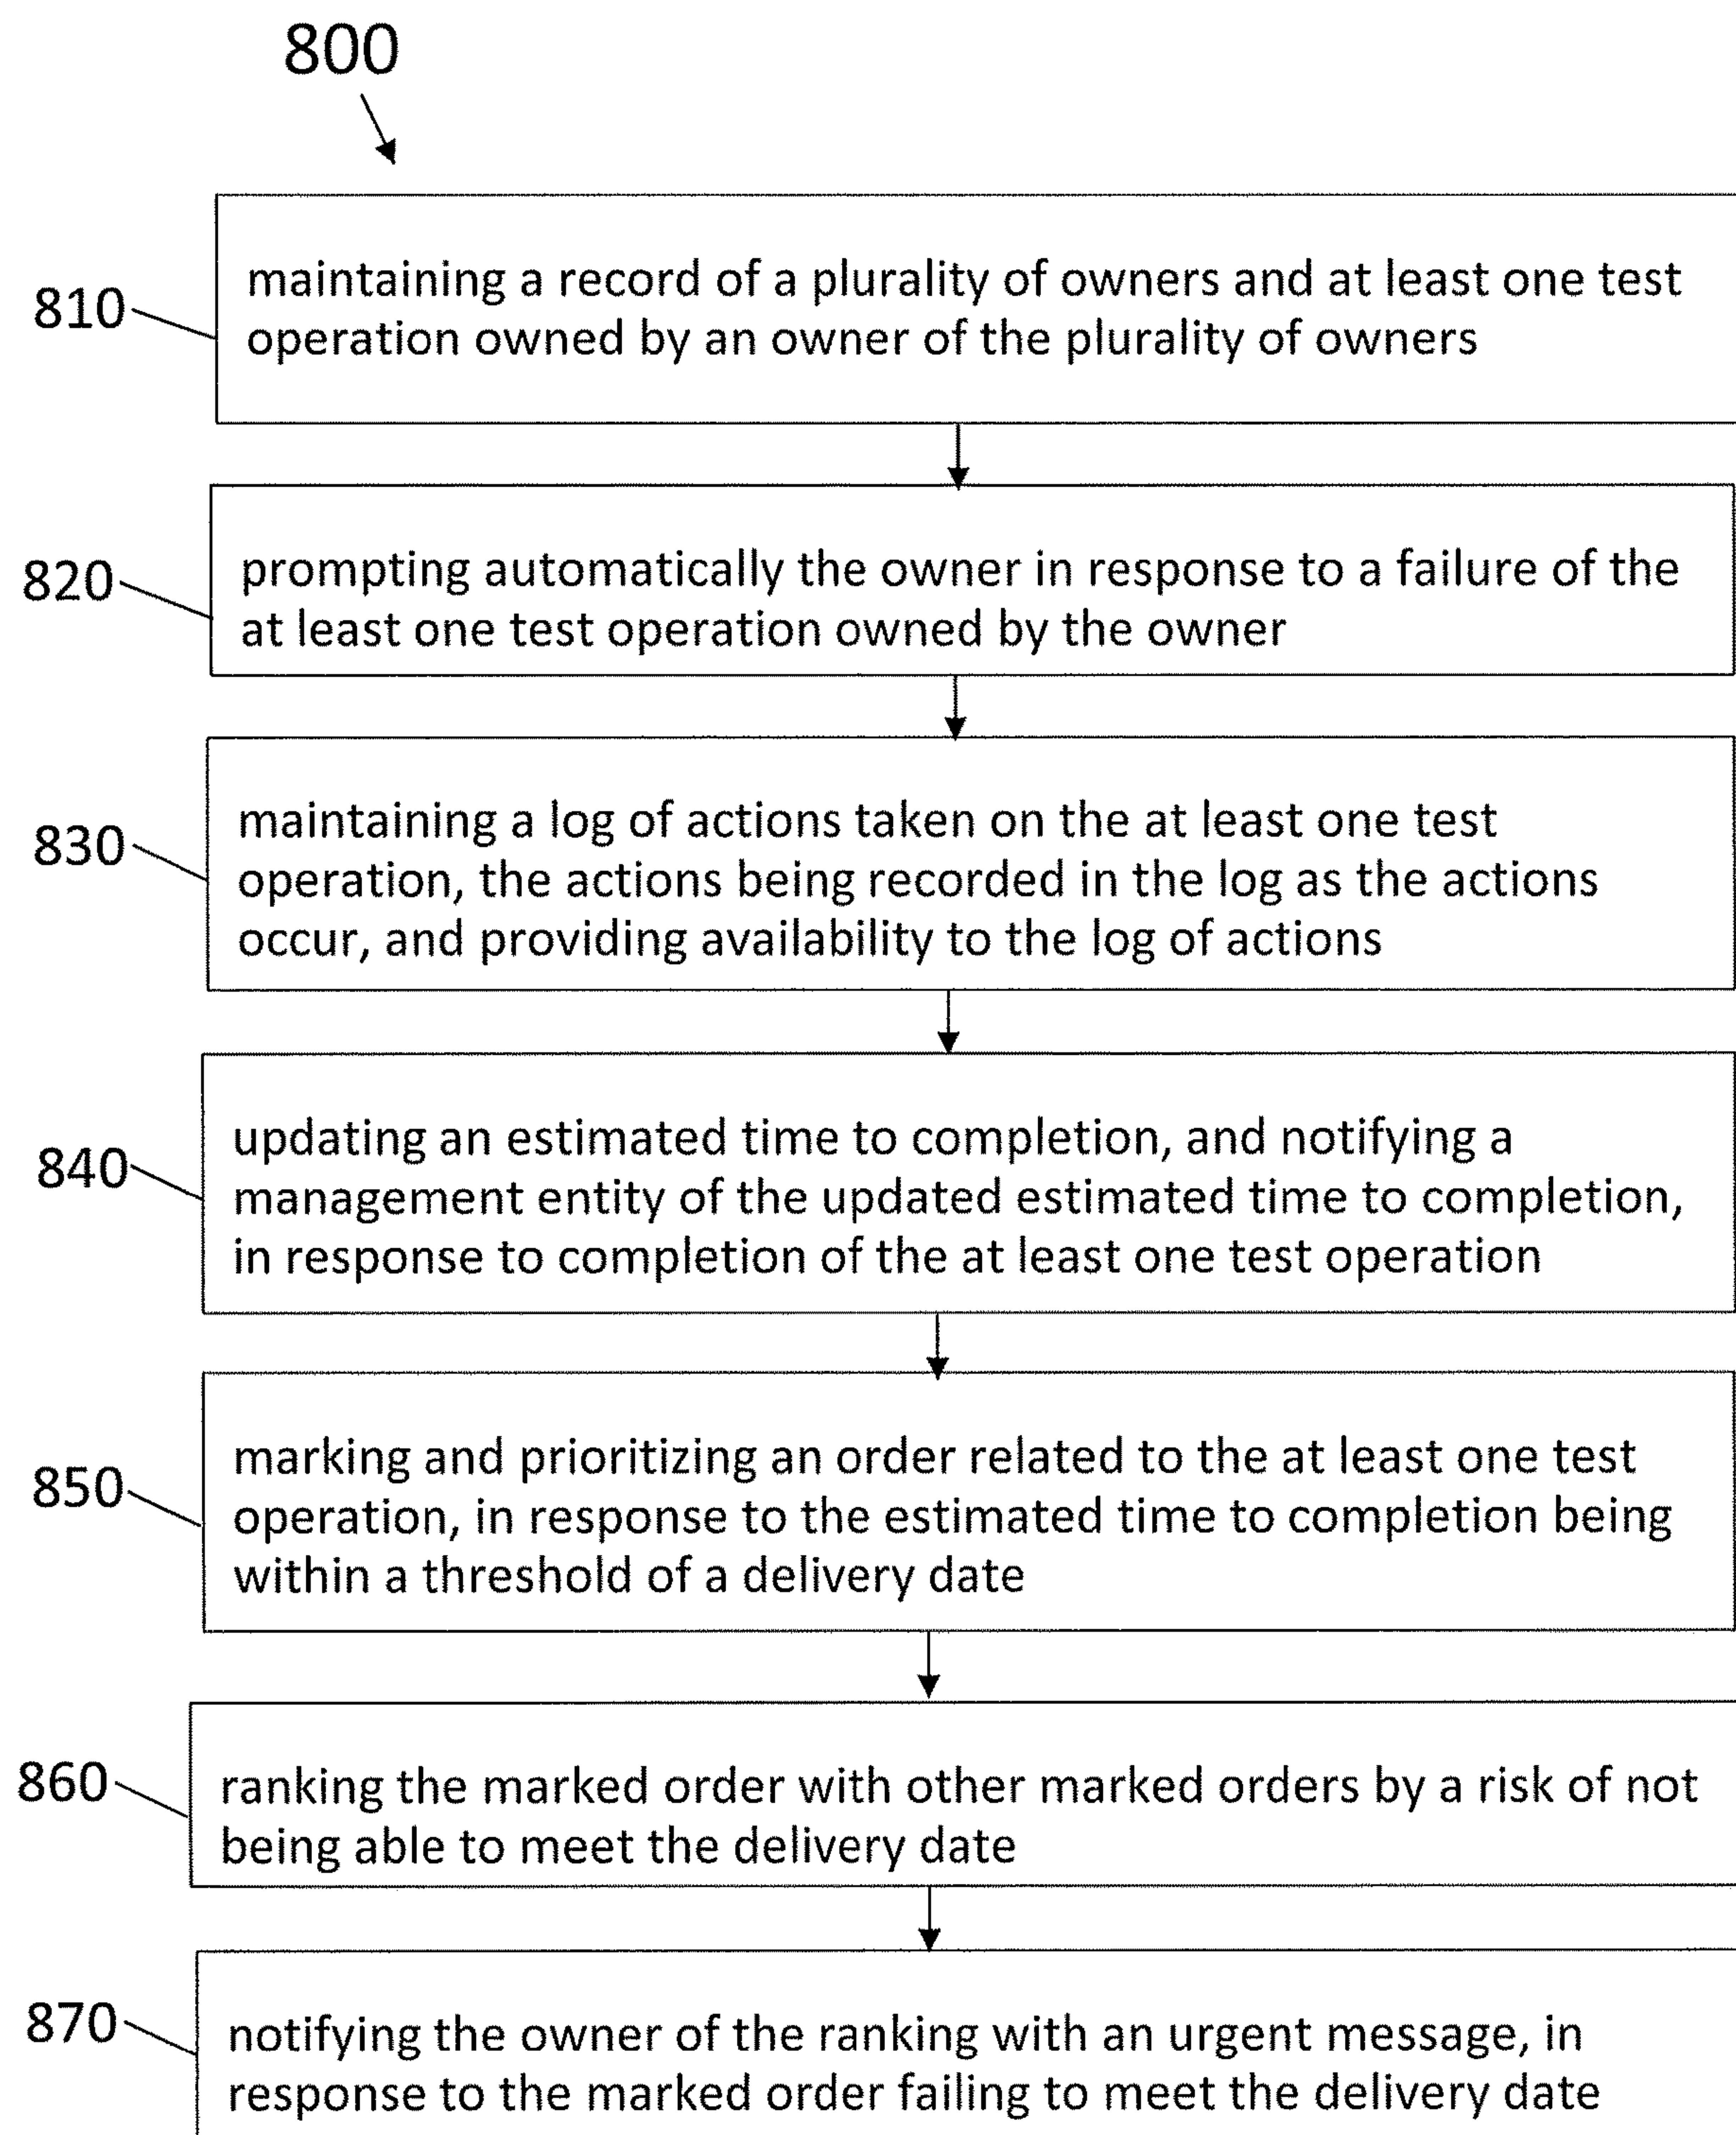 800
810
maintaining a record of a plurality of owners and at least one test
operation owned by an owner of the plurality of owners
820
prompting automatically the owner in response to a failure of the
at least one test operation owned by the owner
830
maintaining a log of actions taken on the at least one test
operation, the actions being recorded in the log as the actions
occur, and providing availability to the log of actions
840
updating an estimated time to completion, and notifying a
management entity of the updated estimated time to completion,
in response to completion of the at least one test operation
850
marking and prioritizing an order related to the at least one test
operation, in response to the estimated time to completion being
within a threshold of a delivery date
860
ranking the marked order with other marked orders by a risk of not
being able to meet the delivery date
870
notifying the owner of the ranking with an urgent message, in
response to the marked order failing to meet the delivery date